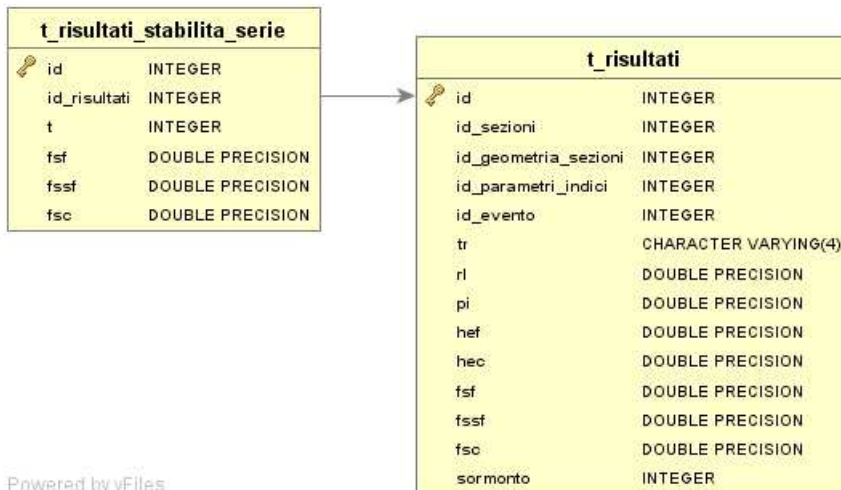 t_risultati_stabilita_serie
id INTEGER
id_risultati INTEGER
t INTEGER
fsf DOUBLE PRECISION
fssf DOUBLE PRECISION
fsc DOUBLE PRECISION
t_risultati
id INTEGER
id_sezioni INTEGER
id_geometria_sezioni INTEGER
id_parametri_indici INTEGER
id_evento INTEGER
tr CHARACTER VARYING(4)
rl DOUBLE PRECISION
pi DOUBLE PRECISION
hef DOUBLE PRECISION
hec DOUBLE PRECISION
fsf DOUBLE PRECISION
fssf DOUBLE PRECISION
fsc DOUBLE PRECISION
sormonto INTEGER
Powered by yFiles